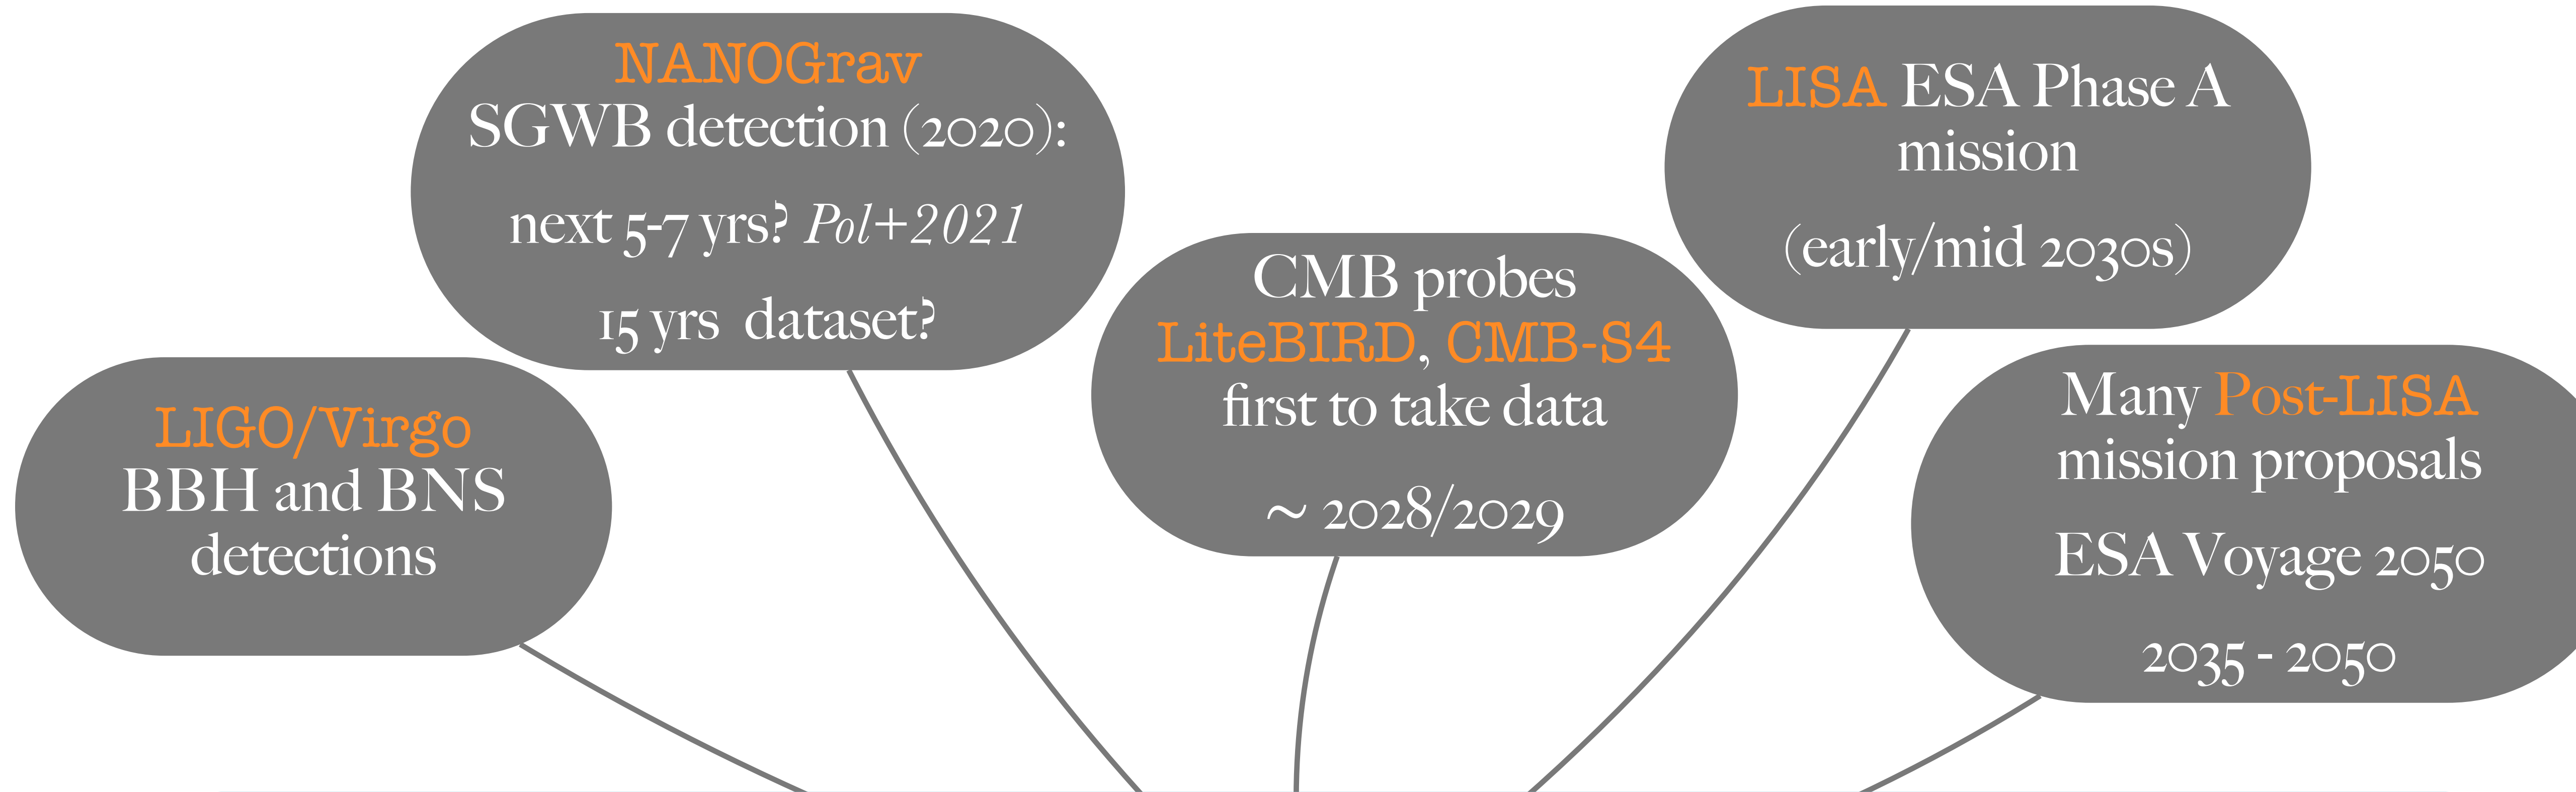 NANOGrav
SGWB detection (2020):
next 5-7 yrs? Pol+2021
15 yrs dataset?
LISA ESA Phase A
mission
(early/mid 2030s)
CMB probes
LiteBIRD, CMB-S4
first to take data
~ 2028/2029
LIGO/Virgo
BBH and BNS
detections
Many Post-LISA
mission proposals
ESA Voyage 2050
2035 - 2050